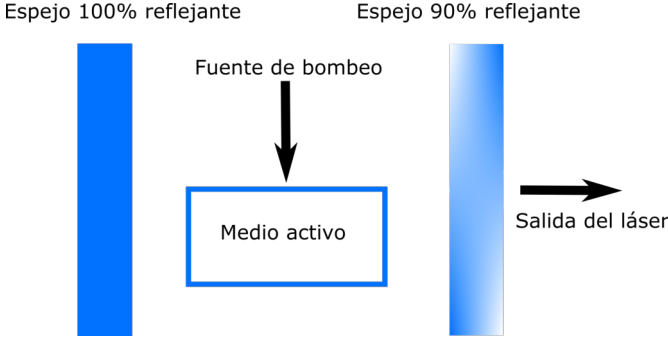 Espejo 100% reflejante
Espejo 90% reflejante
Fuente de bombeo
Medio activo
Salida del láser